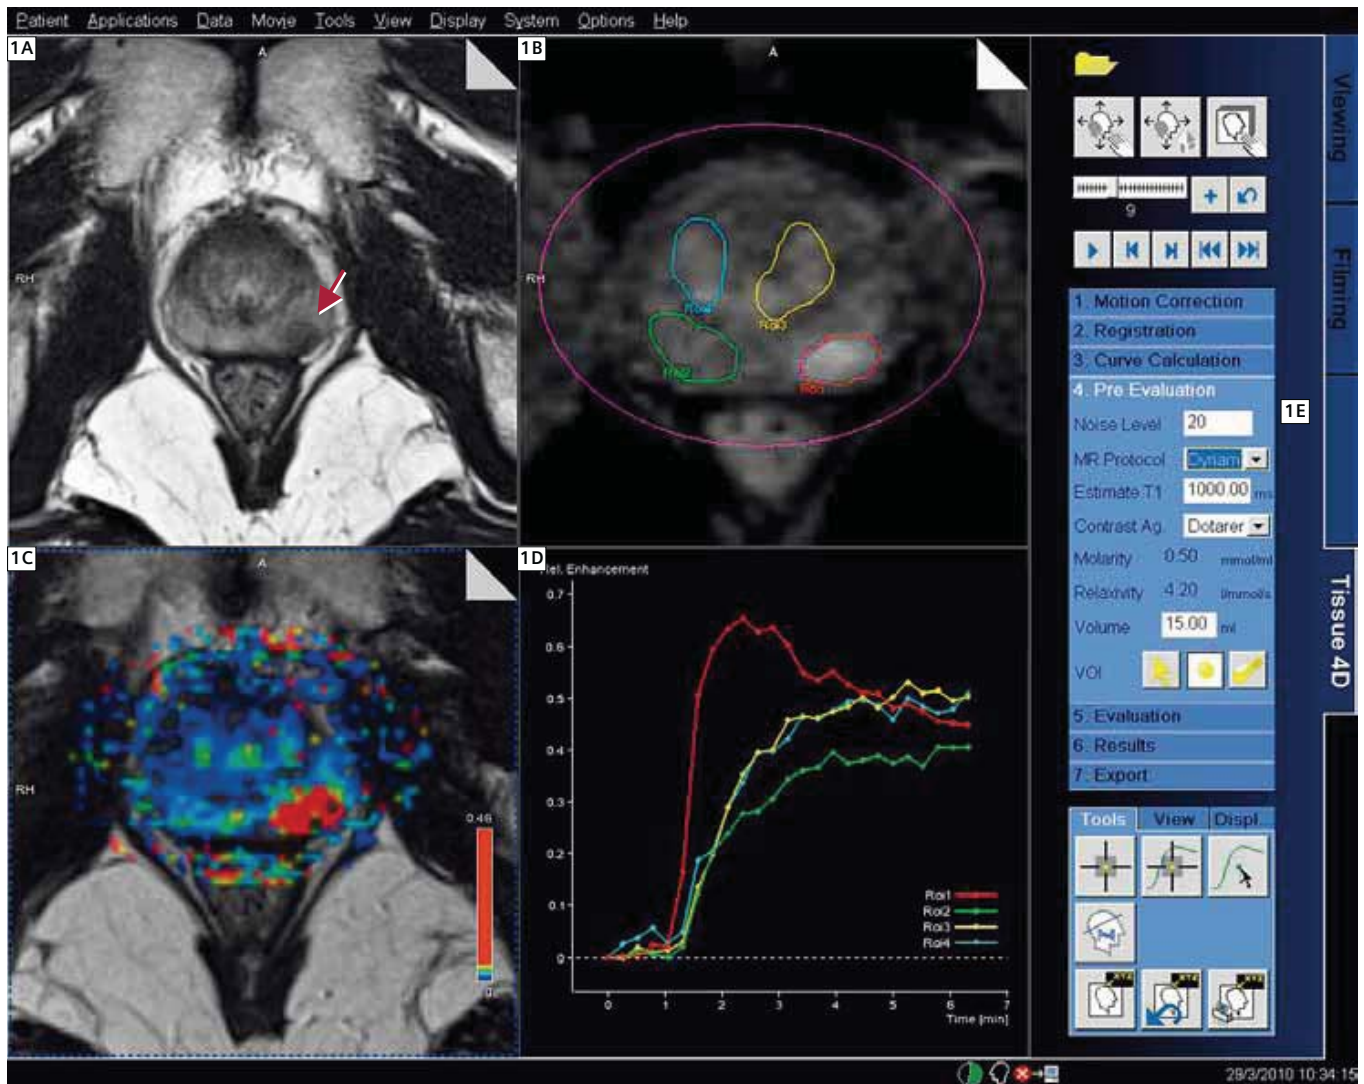 Patient Applications Data Movie Tools View Display System Options Help
1A
A
RH
1B
A
RH
Roi4
Roi3
Roi2
Roi1
1C
A
RH
0.46
0
1D
Rel. Enhancement
0.7
0.6
0.5
0.4
0.3
0.2
0.1
0
0 1 2 3 4 5 6 7
Time [min]
Roi1
Roi2
Roi3
Roi4
9
1. Motion Correction
2. Registration
3. Curve Calculation
4. Pre Evaluation
1E
Noise Level 20
MR Protocol Dynam
Estimate T1 1000.00 ms
Contrast Ag. Dotarer
Molarity 0.50 mmol/ml
Relaxivity 4.20 l/mmol/s
Volume 15.00 ml
VOI
5. Evaluation
6. Results
7. Export
Tools View Displ.
XYZ XYZ XYZ
Viewing
Filming
Tissue 4D
29/3/2010 10:34:15